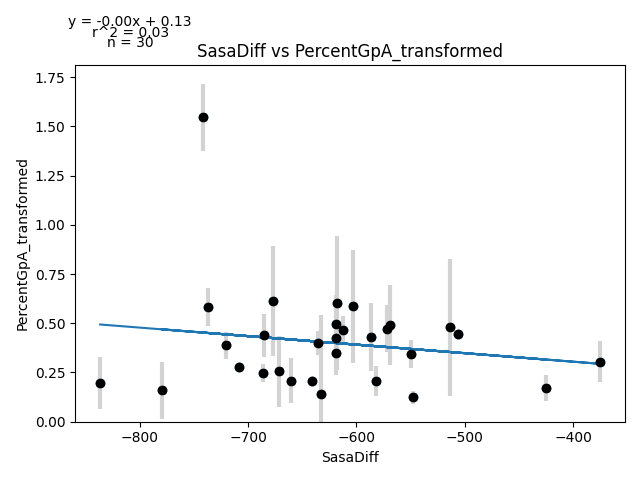 y = -0.00x + 0.13
r^2 = 0.03
n = 30
SasaDiff vs PercentGpA_transformed
PercentGpA_transformed
1.75
1.50
1.25
1.00
0.75
0.50
0.25
0.00
−800
−700
−600
−500
−400
SasaDiff